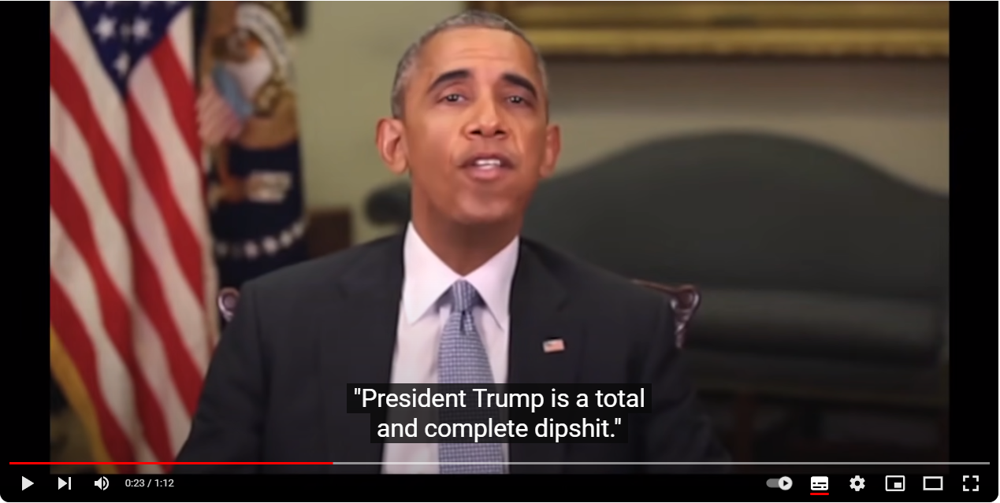 "President Trump is a total
and complete dipshit."
0:23 / 1:12